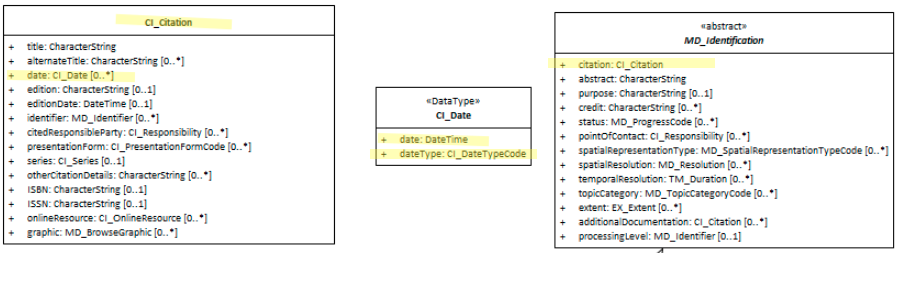 CI_Citation
+ title: CharacterString
+ alternateTitle: CharacterString [0..*]
+ date: CI_Date [0..*]
+ edition: CharacterString [0..1]
+ editionDate: DateTime [0..1]
+ identifier: MD_Identifier [0..*]
+ citedResponsibleParty: CI_Responsibility [0..*]
+ presentationForm: CI_PresentationFormCode [0..*]
+ series: CI_Series [0..1]
+ otherCitationDetails: CharacterString [0..*]
+ ISBN: CharacterString [0..1]
+ ISSN: CharacterString [0..1]
+ onlineResource: CI_OnlineResource [0..*]
+ graphic: MD_BrowseGraphic [0..*]
«DataType»
CI_Date
+ date: DateTime
+ dateType: CI_DateTypeCode
«abstract»
MD_Identification
+ citation: CI_Citation
+ abstract: CharacterString
+ purpose: CharacterString [0..1]
+ credit: CharacterString [0..*]
+ status: MD_ProgressCode [0..*]
+ pointOfContact: CI_Responsibility [0..*]
+ spatialRepresentationType: MD_SpatialRepresentationTypeCode [0..*]
+ spatialResolution: MD_Resolution [0..*]
+ temporalResolution: TM_Duration [0..*]
+ topicCategory: MD_TopicCategoryCode [0..*]
+ extent: EX_Extent [0..*]
+ additionalDocumentation: CI_Citation [0..*]
+ processingLevel: MD_Identifier [0..1]